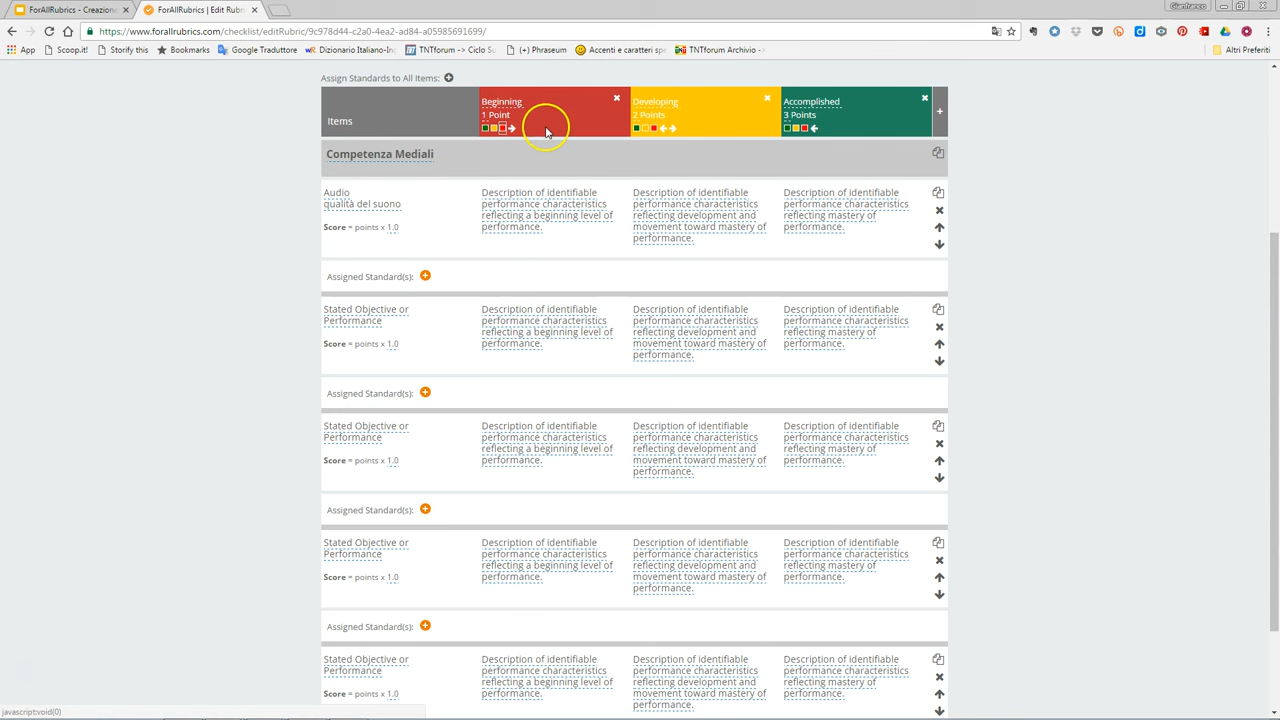 ForAllRubrics - Creazione
ForAllRubrics | Edit Rubri
Gianfranco
https://www.forallrubrics.com/checklist/editRubric/9c978d44-c2a0-4ea2-ad84-a05985691699/
App
Scoop.it!
Storify this
Bookmarks
Google Traduttore
Dizionario Italiano-Ing
TNTforum -> Ciclo Su
(+) Phraseum
Accenti e caratteri spe
TNTforum Archivio ->
Altri Preferiti
Assign Standards to All Items:
Items
Beginning
1 Point
Developing
2 Points
Accomplished
3 Points
Competenza Mediali
Audio
qualità del suono
Score = points x 1.0
Description of identifiable
performance characteristics
reflecting a beginning level of
performance.
Description of identifiable
performance characteristics
reflecting development and
movement toward mastery of
performance.
Description of identifiable
performance characteristics
reflecting mastery of
performance.
Assigned Standard(s):
Stated Objective or
Performance
Score = points x 1.0
Description of identifiable
performance characteristics
reflecting a beginning level of
performance.
Description of identifiable
performance characteristics
reflecting development and
movement toward mastery of
performance.
Description of identifiable
performance characteristics
reflecting mastery of
performance.
Assigned Standard(s):
Stated Objective or
Performance
Score = points x 1.0
Description of identifiable
performance characteristics
reflecting a beginning level of
performance.
Description of identifiable
performance characteristics
reflecting development and
movement toward mastery of
performance.
Description of identifiable
performance characteristics
reflecting mastery of
performance.
Assigned Standard(s):
Stated Objective or
Performance
Score = points x 1.0
Description of identifiable
performance characteristics
reflecting a beginning level of
performance.
Description of identifiable
performance characteristics
reflecting development and
movement toward mastery of
performance.
Description of identifiable
performance characteristics
reflecting mastery of
performance.
Assigned Standard(s):
Stated Objective or
Performance
Score = points x 1.0
Description of identifiable
performance characteristics
reflecting a beginning level of
performance.
Description of identifiable
performance characteristics
reflecting development and
movement toward mastery of
performance.
Description of identifiable
performance characteristics
reflecting mastery of
performance.
javascript:void(0)